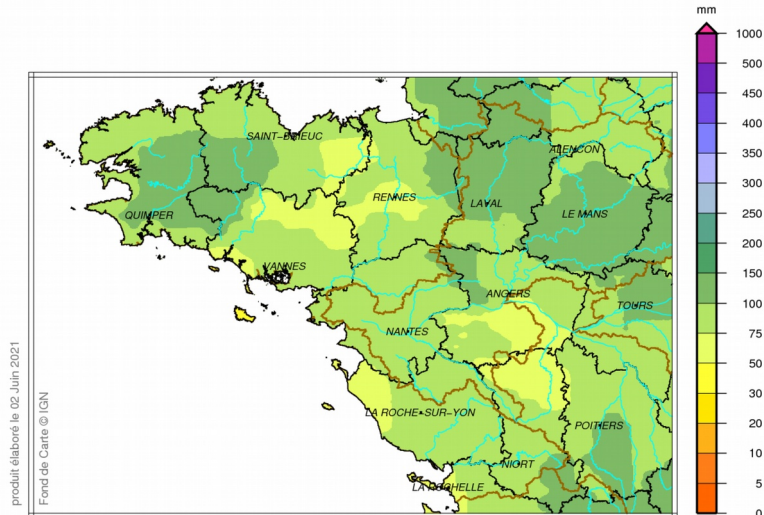 mm
1000
500
450
400
350
300
250
200
150
100
75
50
30
20
10
5
0
SAINT-BRIEUC
ALENCON
RENNES
LAVAL
LE MANS
QUIMPER
VANNES
ANGERS
TOURS
NANTES
LA ROCHE-SUR-YON
POITIERS
NIORT
LA ROCHELLE
produit élaboré le 02 Juin 2021
Fond de Carte © IGN